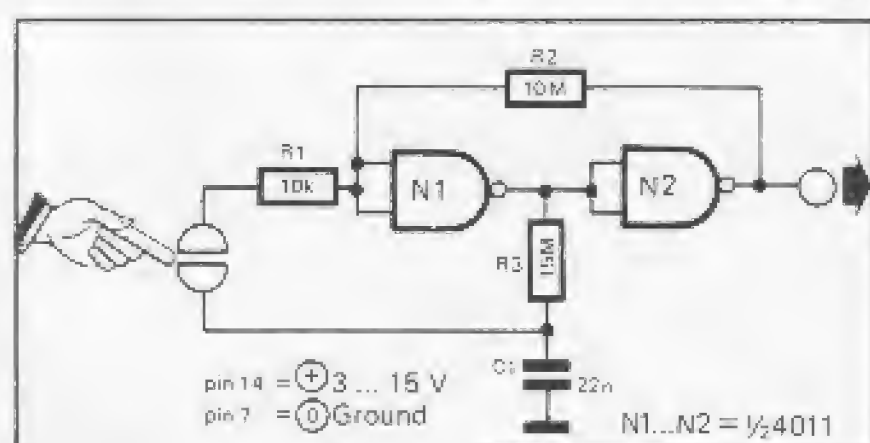 R2
10M
R1
10k
N1
N2
R3
15M
22n
pin 14 = + 3 ... 15 V
pin 7 = 0 Ground
N1...N2 = ½ 4011